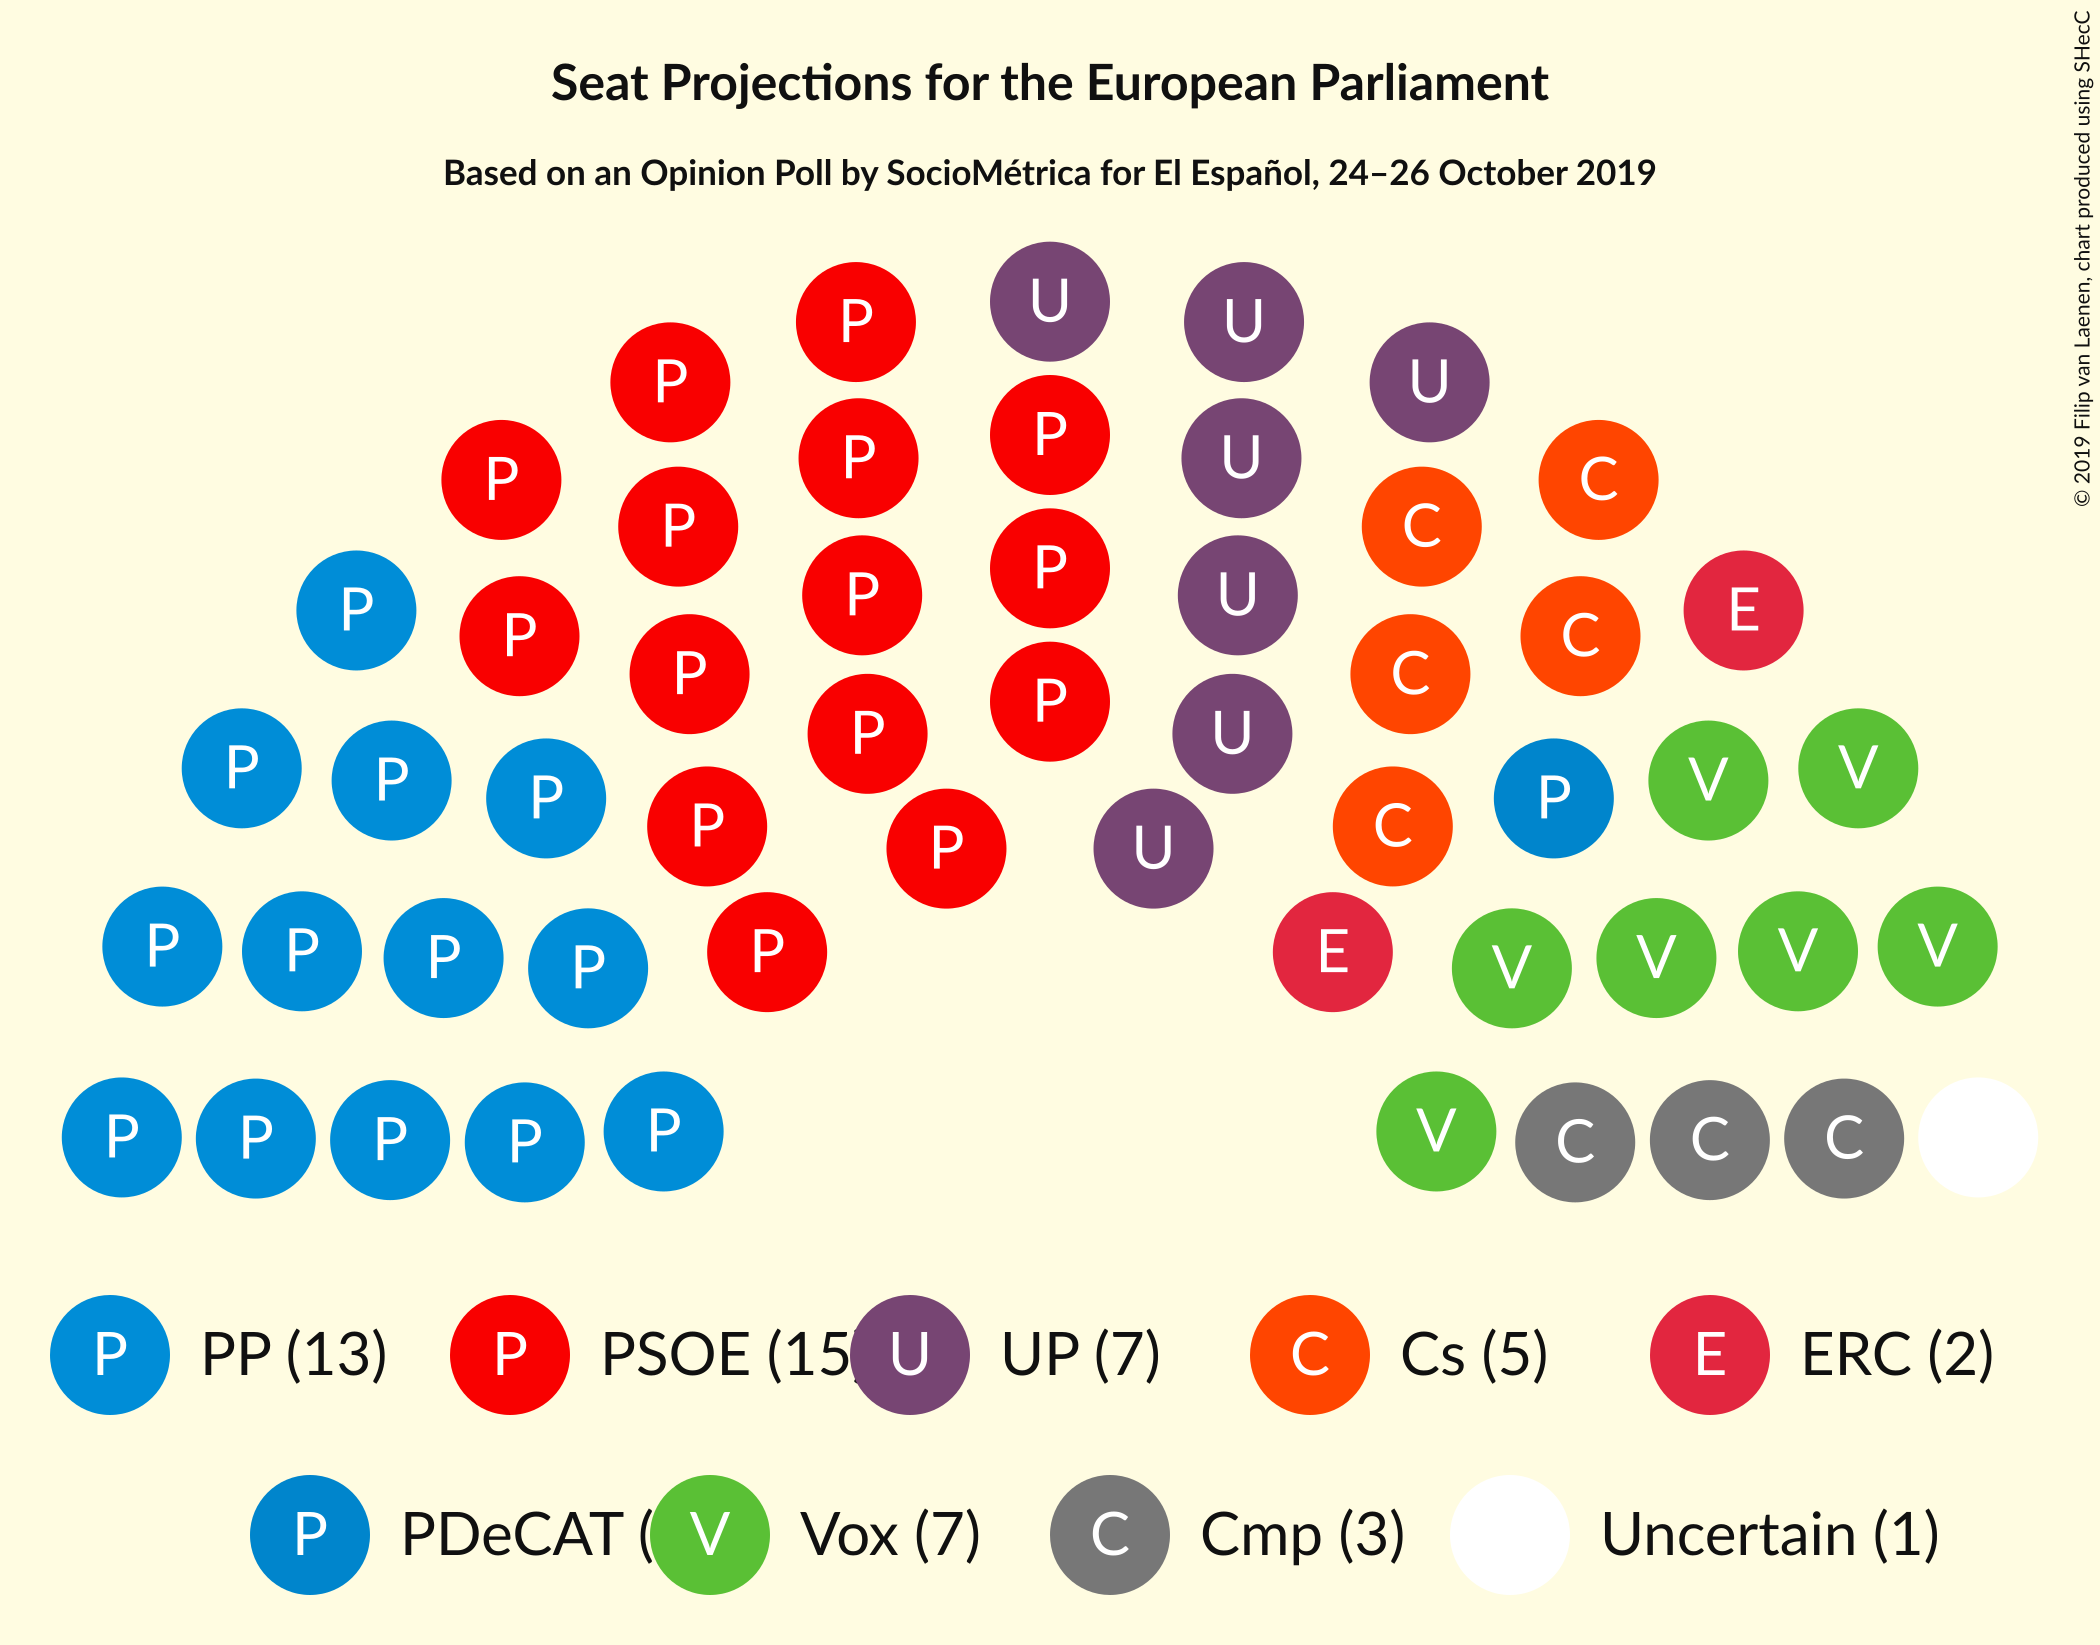 Seat Projections for the European Parliament
Based on an Opinion Poll by SocioMétrica for El Español, 24–26 October 2019
© 2019 Filip van Laenen, chart produced using SHecC
U
P U
P U
P P C
P P U
P C
P P U
P E
P C
P P C
U
P P
P U
P V
P V
P P
P C
P U
P E
P V
P V
P V
P V
P P
V
P C
P C
P C
P PP (13) P PSOE (15 U UP (7) C Cs (5) E ERC (2)
P PDeCAT ( V Vox (7) C Cmp (3) Uncertain (1)